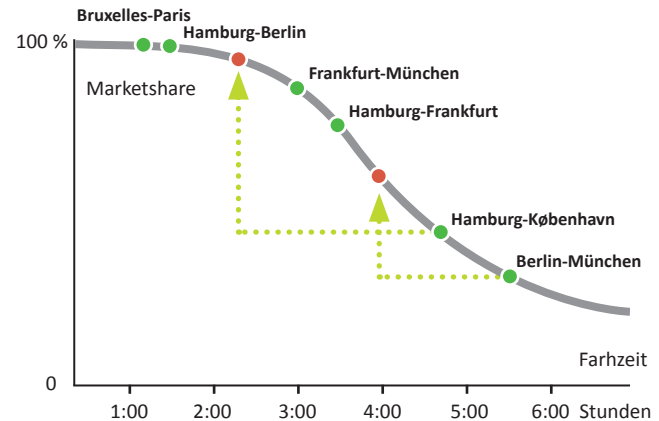 Bruxelles-Paris
Hamburg-Berlin
100 %
Frankfurt-München
Marketshare
Hamburg-Frankfurt
Hamburg-København
Berlin-München
Farhzeit
0
1:00 2:00 3:00 4:00 5:00 6:00 Stunden